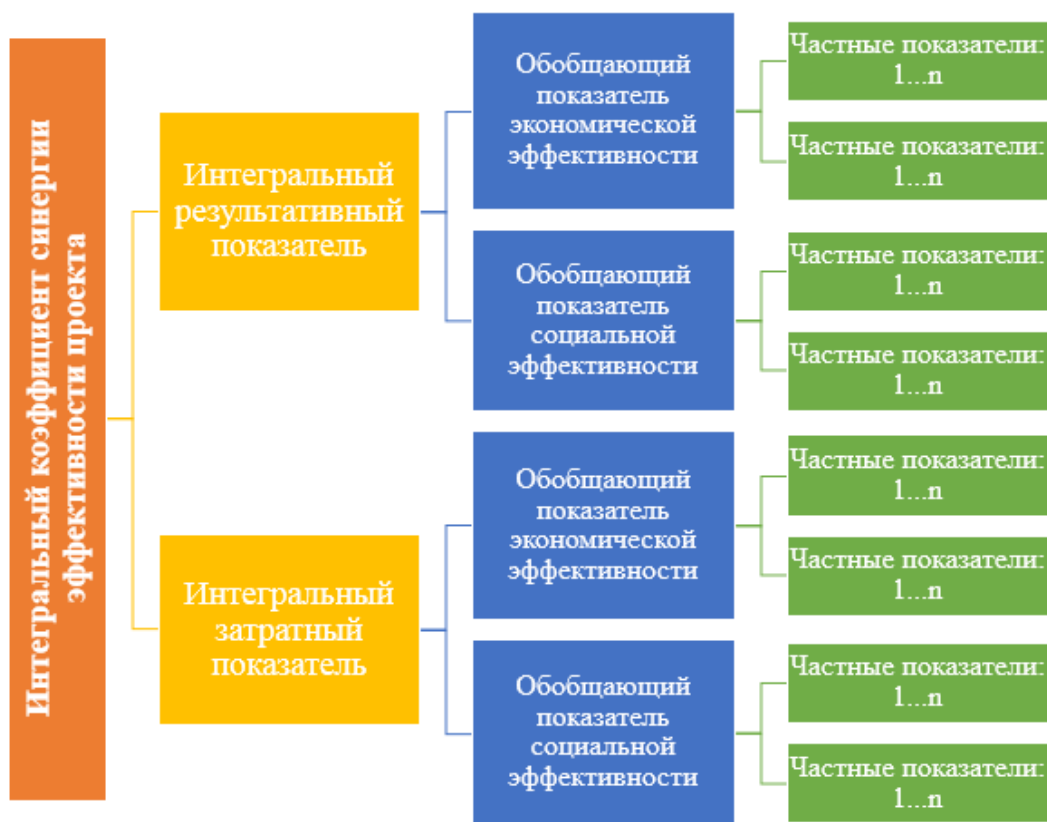 Интегральный коэффициент синергии
эффективности проекта
Интегральный
результативный
показатель
Обобщающий
показатель
экономической
эффективности
Частные показатели:
1...n
Частные показатели:
1...n
Обобщающий
показатель
социальной
эффективности
Частные показатели:
1...n
Частные показатели:
1...n
Интегральный
затратный
показатель
Обобщающий
показатель
экономической
эффективности
Частные показатели:
1...n
Частные показатели:
1...n
Обобщающий
показатель
социальной
эффективности
Частные показатели:
1...n
Частные показатели:
1...n